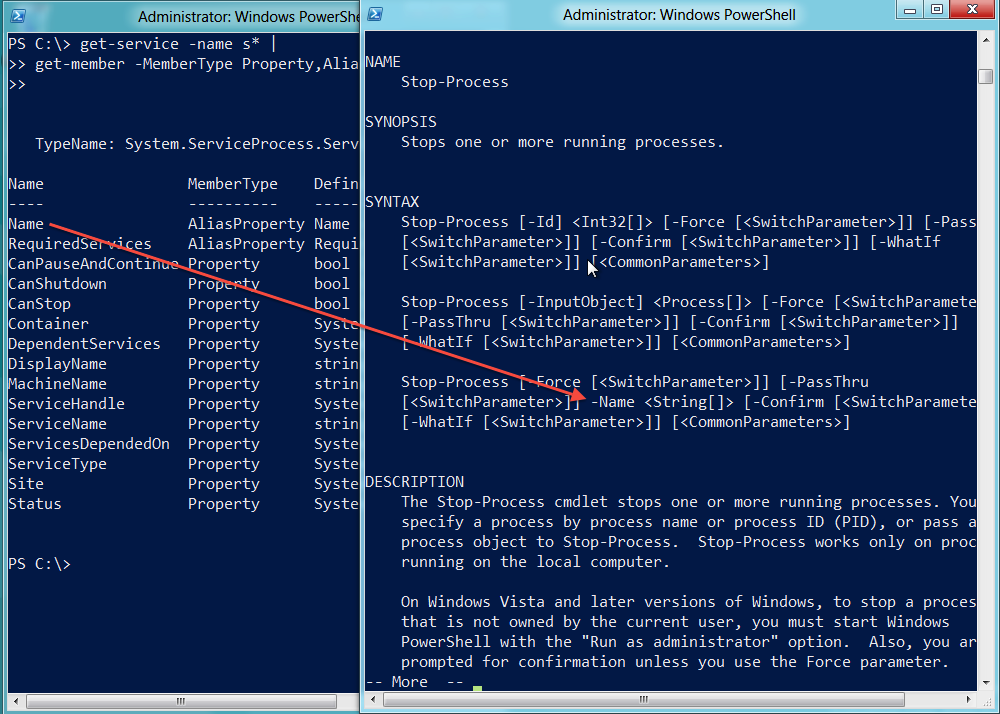 Administrator: Windows PowerShe
PS C:\> get-service -name s* |
>> get-member -MemberType Property,Alia
>>
TypeName: System.ServiceProcess.Serv
Name MemberType Defin
---- ---------- -----
Name AliasProperty Name
RequiredServices AliasProperty Requi
CanPauseAndContinue Property bool
CanShutdown Property bool
CanStop Property bool
Container Property Syste
DependentServices Property Syste
DisplayName Property strin
MachineName Property strin
ServiceHandle Property Syste
ServiceName Property strin
ServicesDependedOn Property Syste
ServiceType Property Syste
Site Property Syste
Status Property Syste
PS C:\>
Administrator: Windows PowerShell
NAME
Stop-Process
SYNOPSIS
Stops one or more running processes.
SYNTAX
Stop-Process [-Id] <Int32[]> [-Force [<SwitchParameter>]] [-Pass
[<SwitchParameter>]] [-Confirm [<SwitchParameter>]] [-WhatIf
[<SwitchParameter>]] [<CommonParameters>]
Stop-Process [-InputObject] <Process[]> [-Force [<SwitchParamete
[-PassThru [<SwitchParameter>]] [-Confirm [<SwitchParameter>]]
[-WhatIf [<SwitchParameter>]] [<CommonParameters>]
Stop-Process [-Force [<SwitchParameter>]] [-PassThru
[<SwitchParameter>]] -Name <String[]> [-Confirm [<SwitchParamete
[-WhatIf [<SwitchParameter>]] [<CommonParameters>]
DESCRIPTION
The Stop-Process cmdlet stops one or more running processes. You
specify a process by process name or process ID (PID), or pass a
process object to Stop-Process.  Stop-Process works only on proc
running on the local computer.
On Windows Vista and later versions of Windows, to stop a proces
that is not owned by the current user, you must start Windows
PowerShell with the "Run as administrator" option.  Also, you ar
prompted for confirmation unless you use the Force parameter.
-- More  --